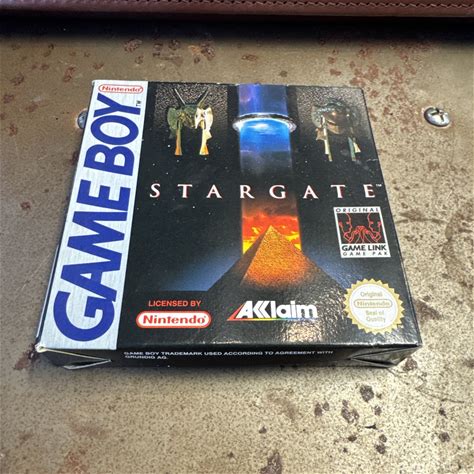 Nintendo
GAME BOY
TM
STARGATE
TM
ORIGINAL
GAME LINK
GAME PAK
LICENSED BY
Nintendo
AKKlaim
Original
Nintendo
Seal of
Quality
GAME BOY TRADEMARK USED ACCORDING TO AGREEMENT WITH
GRUNDIG AG.